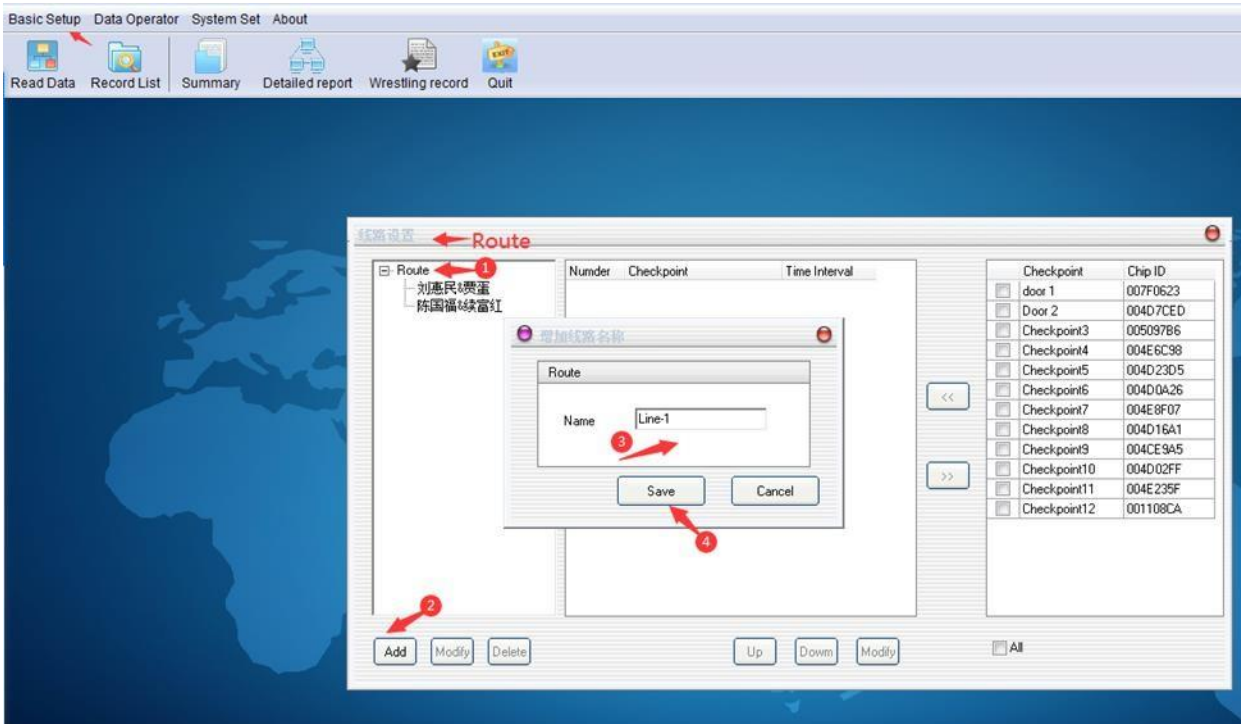 Basic Setup Data Operator System Set About
Read Data Record List Summary Detailed report Wrestling record Quit
EXIT
线路设置 Route
Route 1
刘惠民&贾蛋
陈国福&续富红
Numder Checkpoint Time Interval
增加线路名称
Route
Name Line-1
3
Save Cancel
4
<<
>>
Checkpoint Chip ID
door 1 007F0623
Door 2 004D7CED
Checkpoint3 005097B6
Checkpoint4 004E6C98
Checkpoint5 004D23D5
Checkpoint6 004D0A26
Checkpoint7 004E8F07
Checkpoint8 004D16A1
Checkpoint9 004CE9A5
Checkpoint10 004D02FF
Checkpoint11 004E235F
Checkpoint12 001108CA
2
Add Modify Delete Up Dowm Modify All